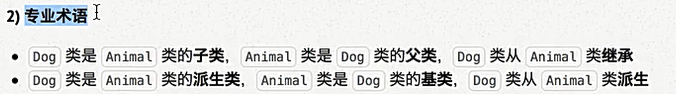 2) 专业术语
• Dog 类是 Animal 类的子类，Animal 类是 Dog 类的父类，Dog 类从 Animal 类继承
• Dog 类是 Animal 类的派生类，Animal 类是 Dog 类的基类，Dog 类从 Animal 类派生